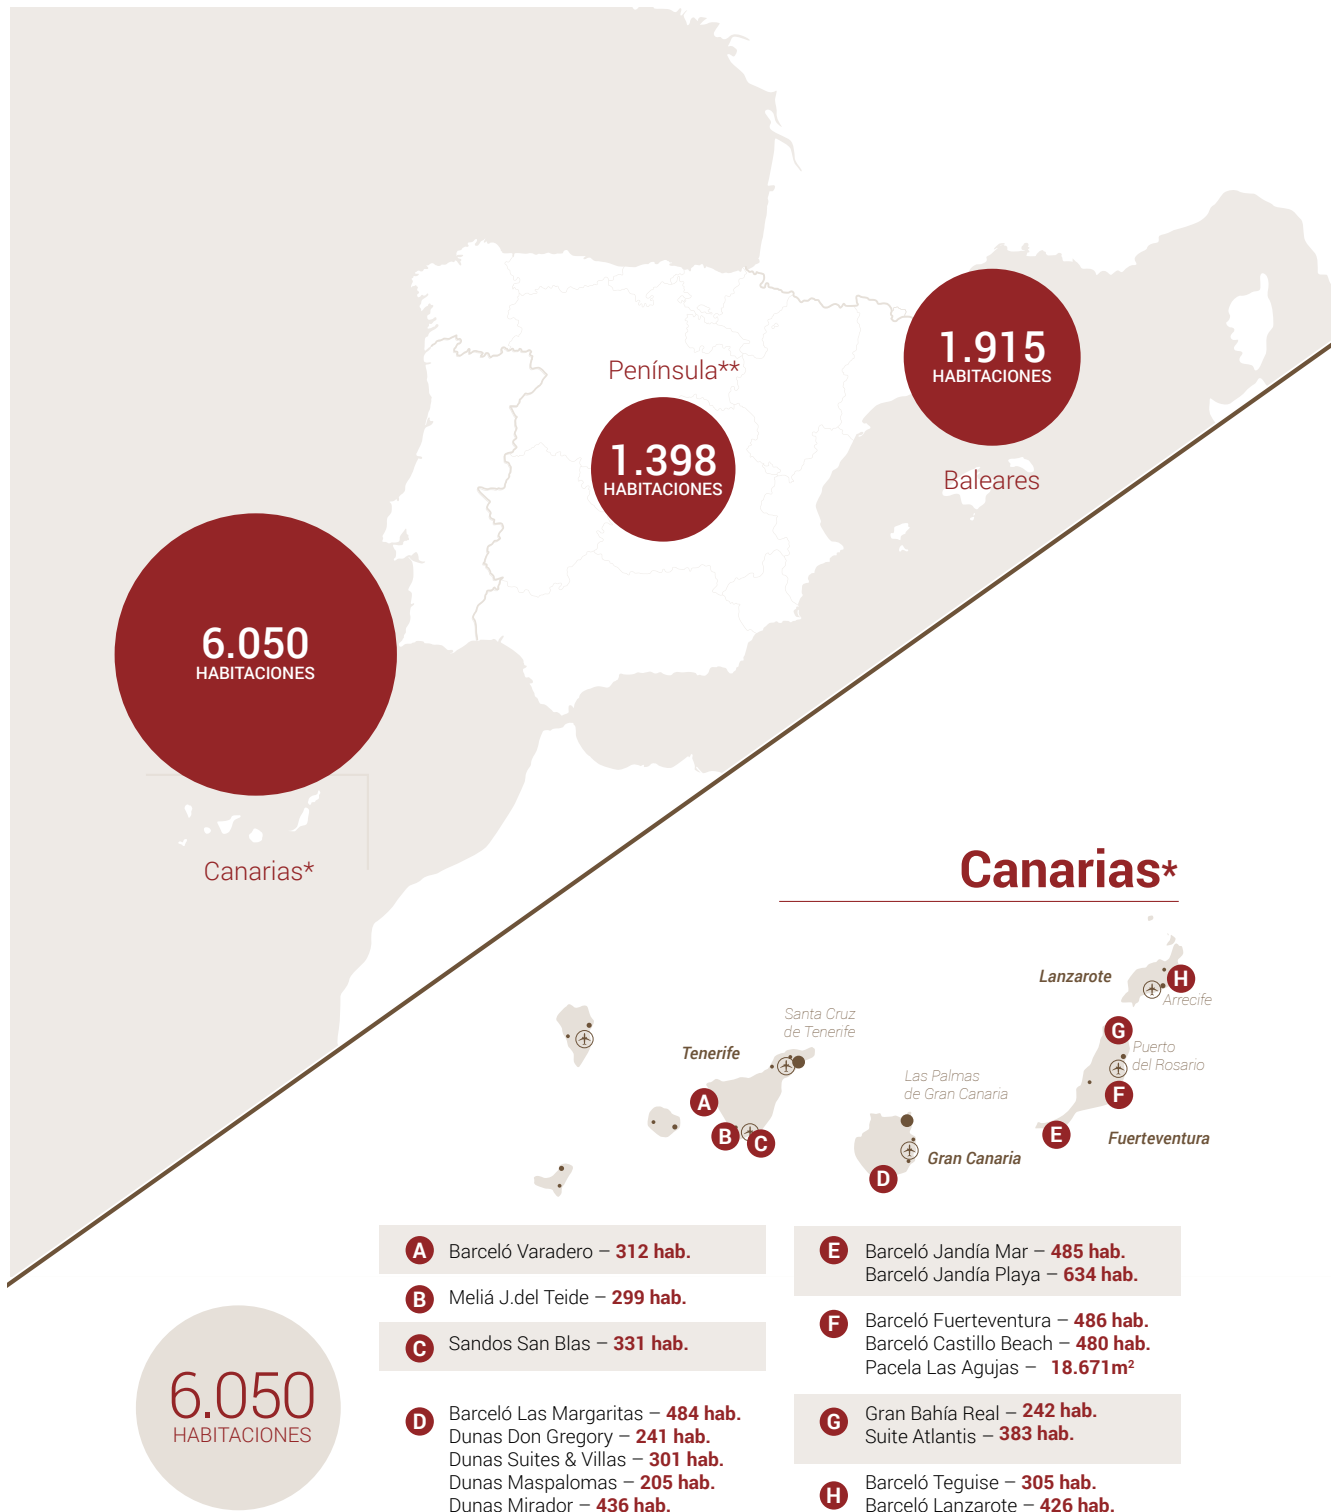 1.915
HABITACIONES
Península**
1.398
HABITACIONES
Baleares
6.050
HABITACIONES
Canarias*
Canarias*
Lanzarote
H
Arrecife
Santa Cruz
de Tenerife
G
Tenerife
Puerto
del Rosario
Las Palmas
de Gran Canaria
A
F
B
C
E
Fuerteventura
Gran Canaria
D
A Barceló Varadero – 312 hab.
B Meliá J.del Teide – 299 hab.
C Sandos San Blas – 331 hab.
D Barceló Las Margaritas – 484 hab.
Dunas Don Gregory – 241 hab.
Dunas Suites & Villas – 301 hab.
Dunas Maspalomas – 205 hab.
Dunas Mirador – 436 hab.
E Barceló Jandía Mar – 485 hab.
Barceló Jandía Playa – 634 hab.
F Barceló Fuerteventura – 486 hab.
Barceló Castillo Beach – 480 hab.
Pacela Las Agujas – 18.671m²
G Gran Bahía Real – 242 hab.
Suite Atlantis – 383 hab.
H Barceló Teguise – 305 hab.
Barceló Lanzarote – 426 hab.
6.050
HABITACIONES